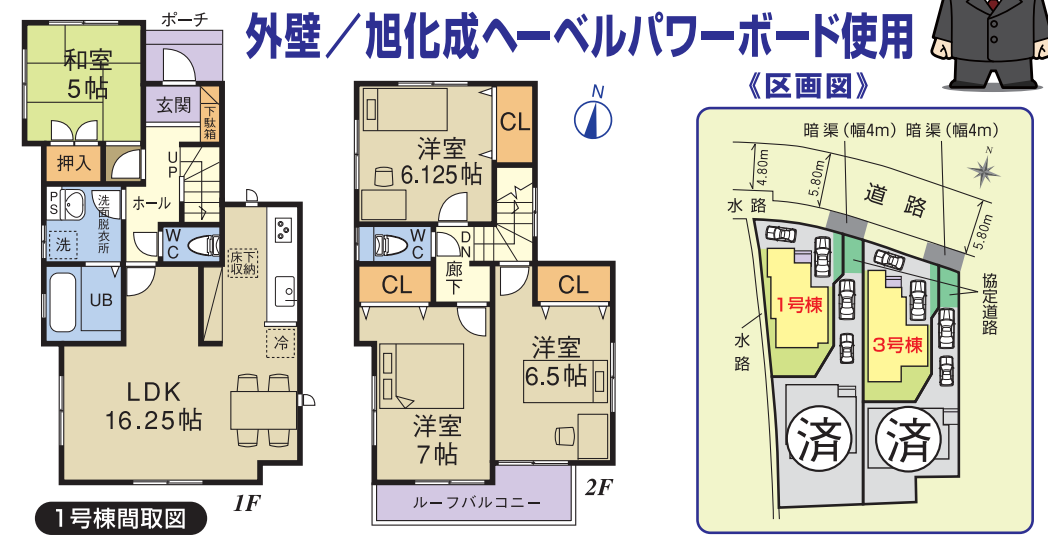 外壁／旭化成ヘーベルパワーボード使用
ポーチ
和室
5帖
玄関
下駄箱
押入
UP
ホール
PS
洗面脱衣所
洗
WC
床下収納
UB
冷
LDK
16.25帖
1F
1号棟間取図
N
CL
洋室
6.125帖
WC
DN
廊下
CL
CL
洋室
6.5帖
洋室
7帖
ルーフバルコニー
2F
《区画図》
暗渠(幅4m) 暗渠(幅4m)
N
4.80m
5.80m
道路
5.80m
水路
協定道路
1号棟
3号棟
水路
済
済